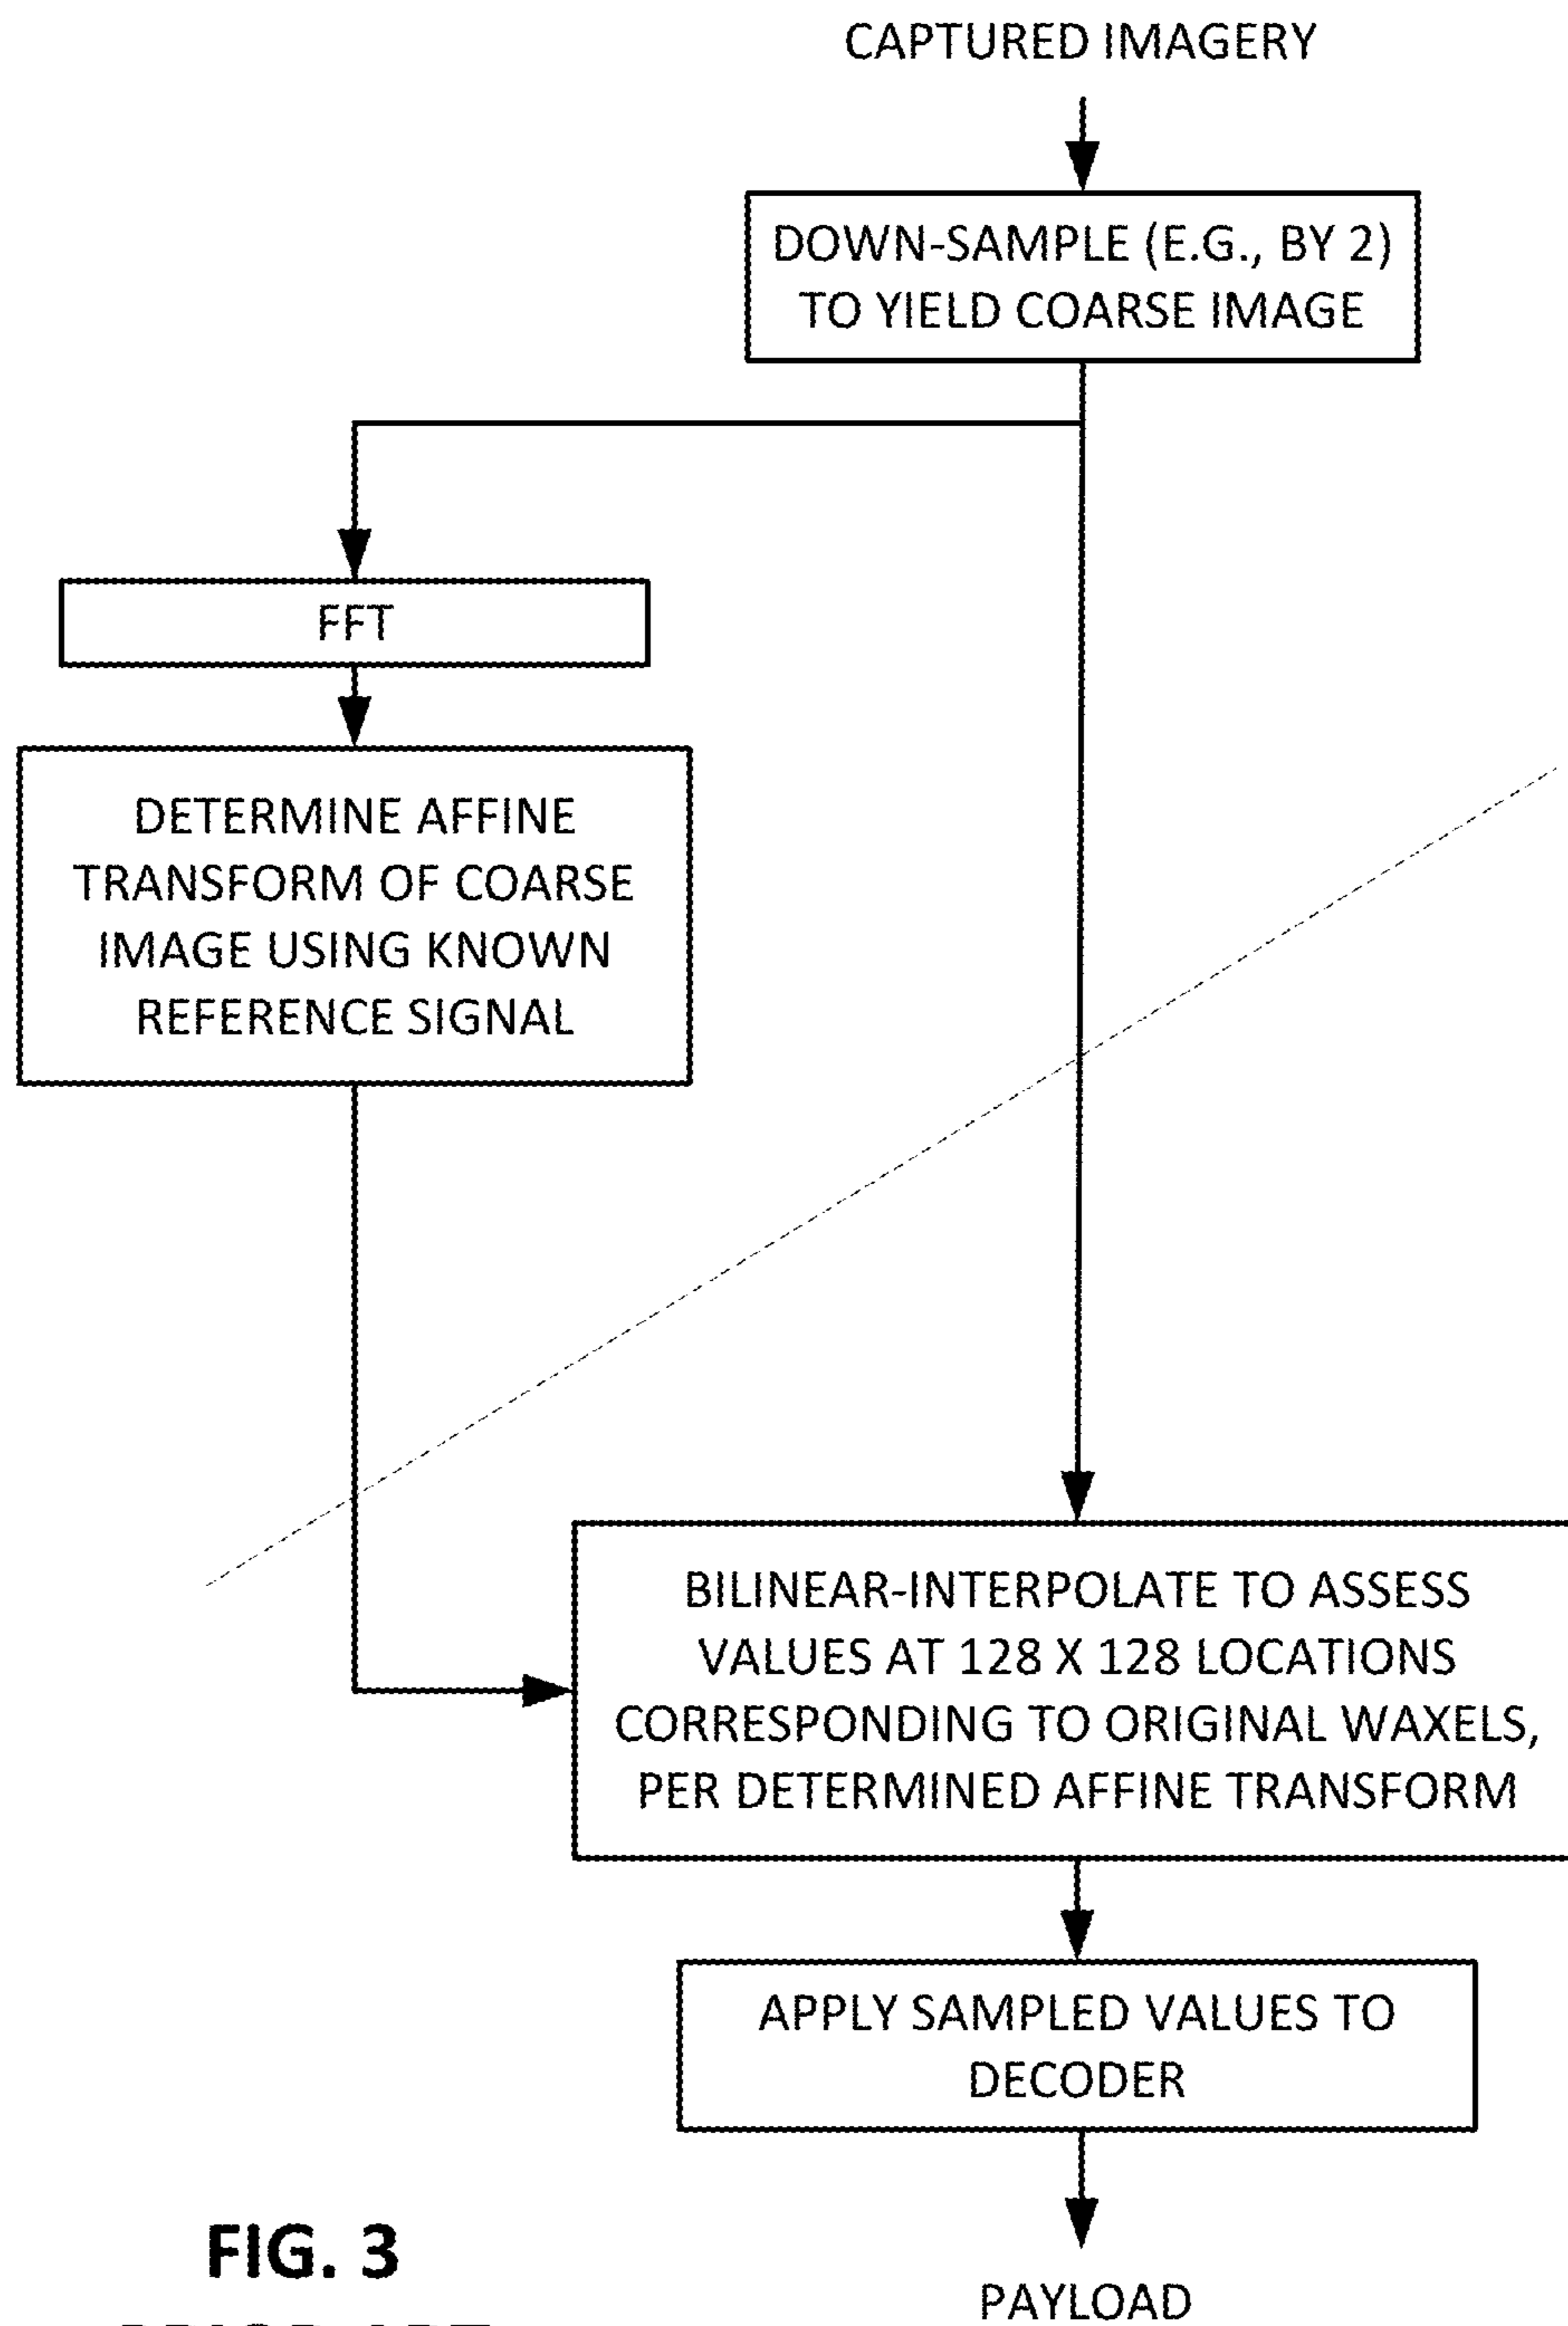 CAPTURED IMAGERY
DOWN-SAMPLE (E.G., BY 2)
TO YIELD COARSE IMAGE
FFT
DETERMINE AFFINE
TRANSFORM OF COARSE
IMAGE USING KNOWN
REFERENCE SIGNAL
BILINEAR-INTERPOLATE TO ASSESS
VALUES AT 128 X 128 LOCATIONS
CORRESPONDING TO ORIGINAL WAXELS,
PER DETERMINED AFFINE TRANSFORM
APPLY SAMPLED VALUES TO
DECODER
PAYLOAD
FIG. 3